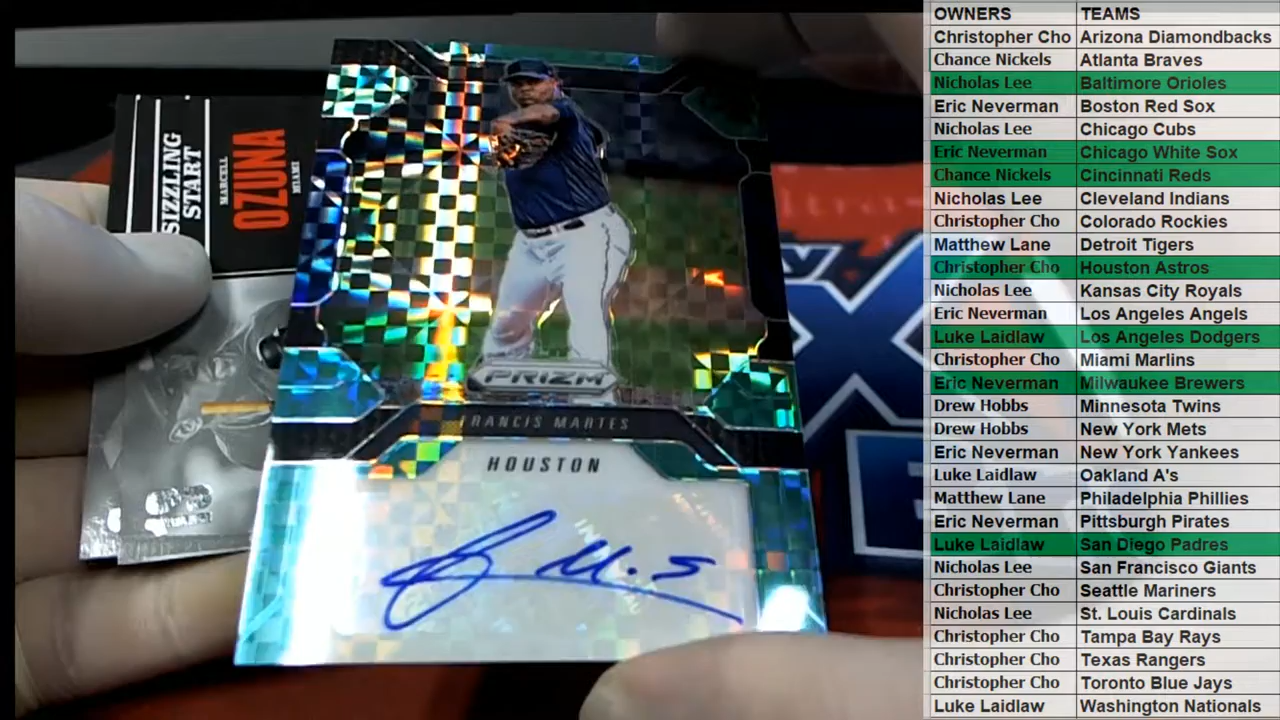 SIZZLING
START
MARCELL
OZUNA
MIAMI
PRIZM
FRANCIS MARTES
HOUSTON
OWNERS TEAMS
Christopher Cho Arizona Diamondbacks
Chance Nickels Atlanta Braves
Nicholas Lee Baltimore Orioles
Eric Neverman Boston Red Sox
Nicholas Lee Chicago Cubs
Eric Neverman Chicago White Sox
Chance Nickels Cincinnati Reds
Nicholas Lee Cleveland Indians
Christopher Cho Colorado Rockies
Matthew Lane Detroit Tigers
Christopher Cho Houston Astros
Nicholas Lee Kansas City Royals
Eric Neverman Los Angeles Angels
Luke Laidlaw Los Angeles Dodgers
Christopher Cho Miami Marlins
Eric Neverman Milwaukee Brewers
Drew Hobbs Minnesota Twins
Drew Hobbs New York Mets
Eric Neverman New York Yankees
Luke Laidlaw Oakland A's
Matthew Lane Philadelphia Phillies
Eric Neverman Pittsburgh Pirates
Luke Laidlaw San Diego Padres
Nicholas Lee San Francisco Giants
Christopher Cho Seattle Mariners
Nicholas Lee St. Louis Cardinals
Christopher Cho Tampa Bay Rays
Christopher Cho Texas Rangers
Christopher Cho Toronto Blue Jays
Luke Laidlaw Washington Nationals